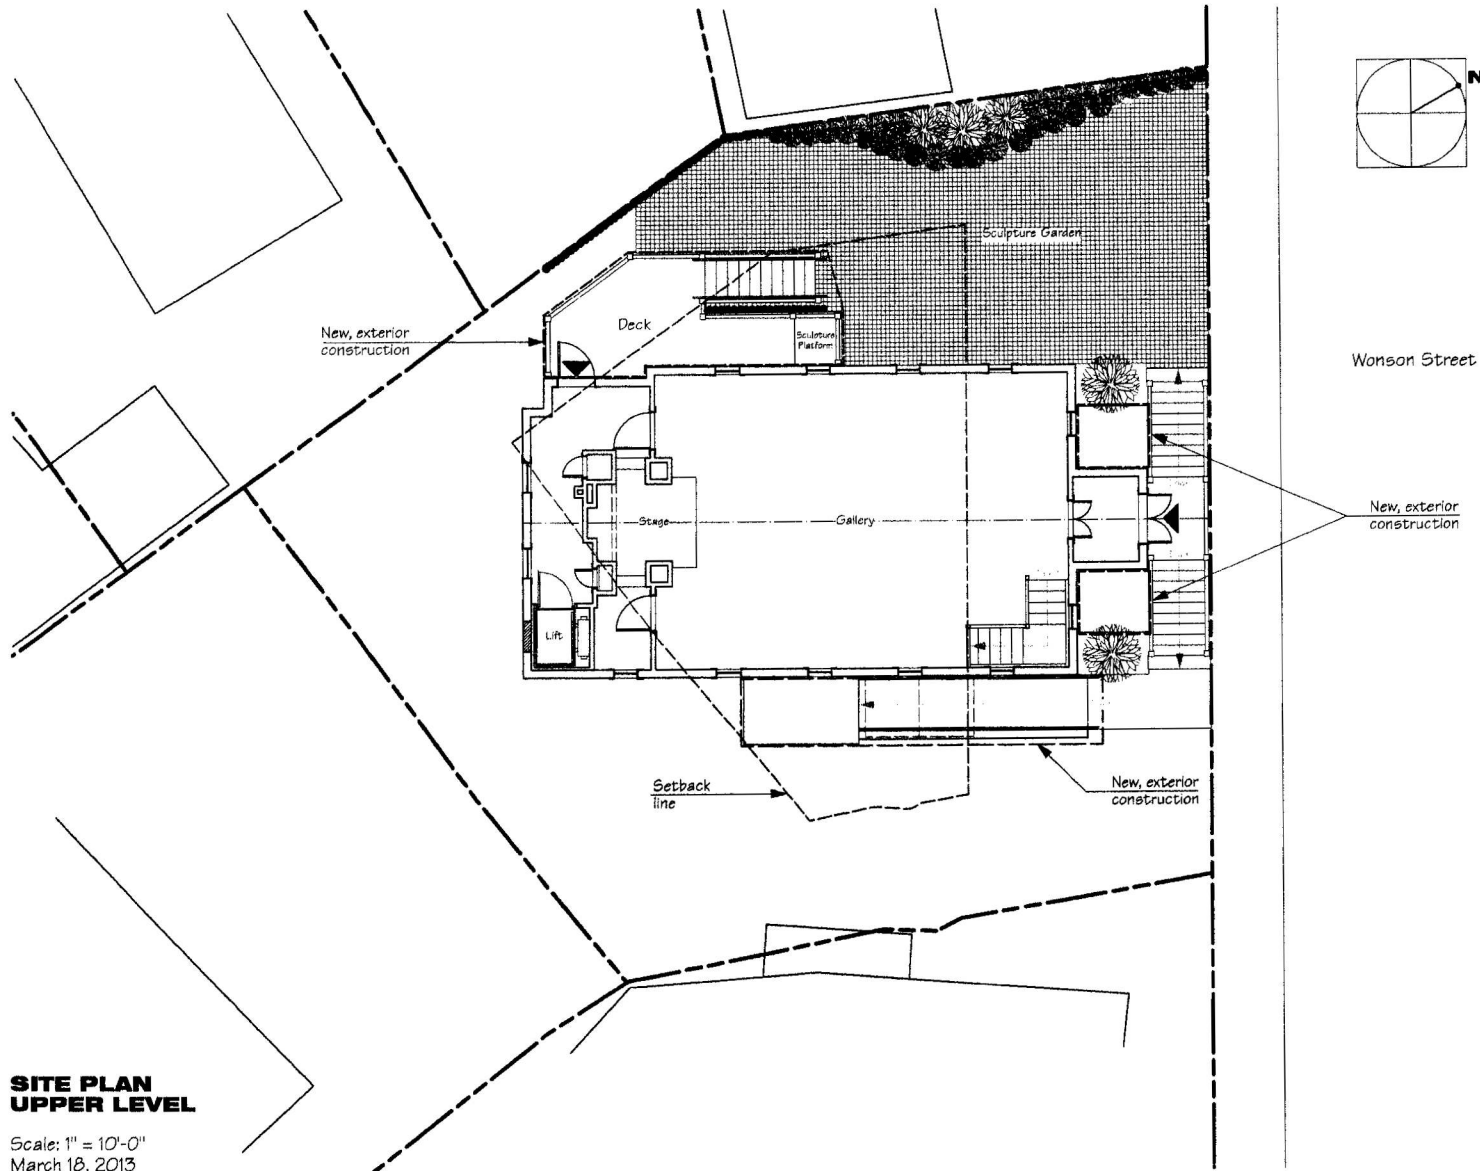 N
Sculpture Garden
New, exterior
construction
Deck
Sculpture
Platform
Wonson Street
Stage
Gallery
New, exterior
construction
Lift
Setback
line
New, exterior
construction
SITE PLAN
UPPER LEVEL
Scale: 1" = 10'-0"
March 18, 2013